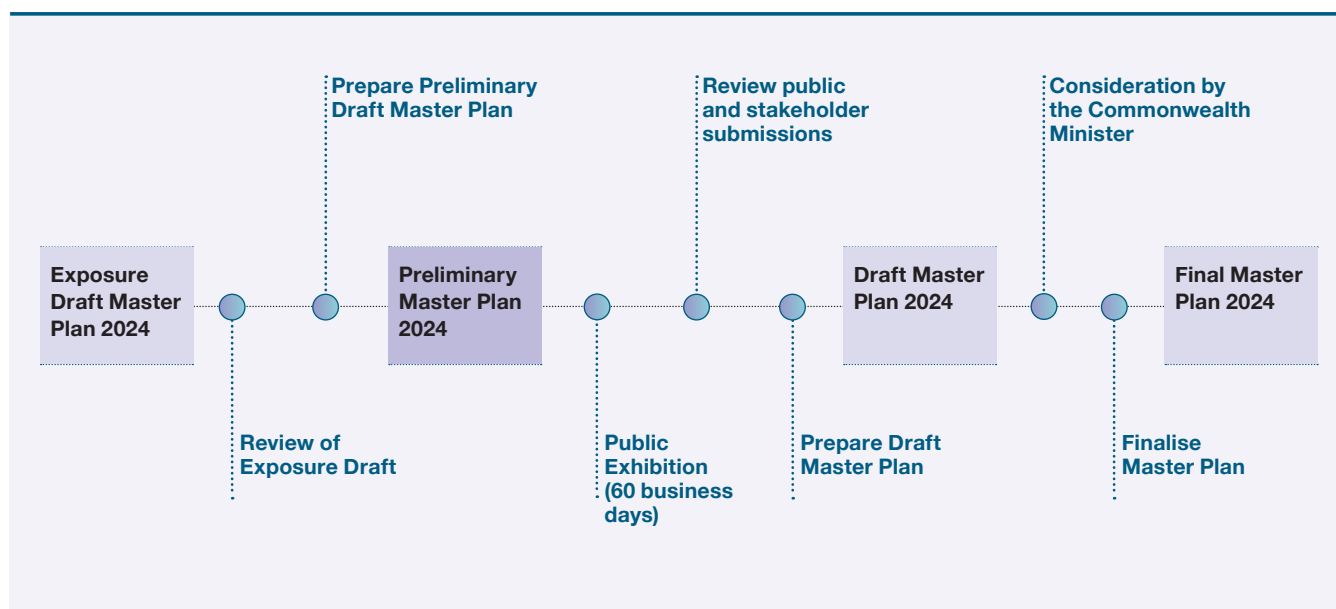 Prepare Preliminary
Draft Master Plan
Review public
and stakeholder
submissions
Consideration by
the Commonwealth
Minister
Exposure
Draft Master
Plan 2024
Preliminary
Master Plan
2024
Draft Master
Plan 2024
Final Master
Plan 2024
Review of
Exposure Draft
Public
Exhibition
(60 business
days)
Prepare Draft
Master Plan
Finalise
Master Plan